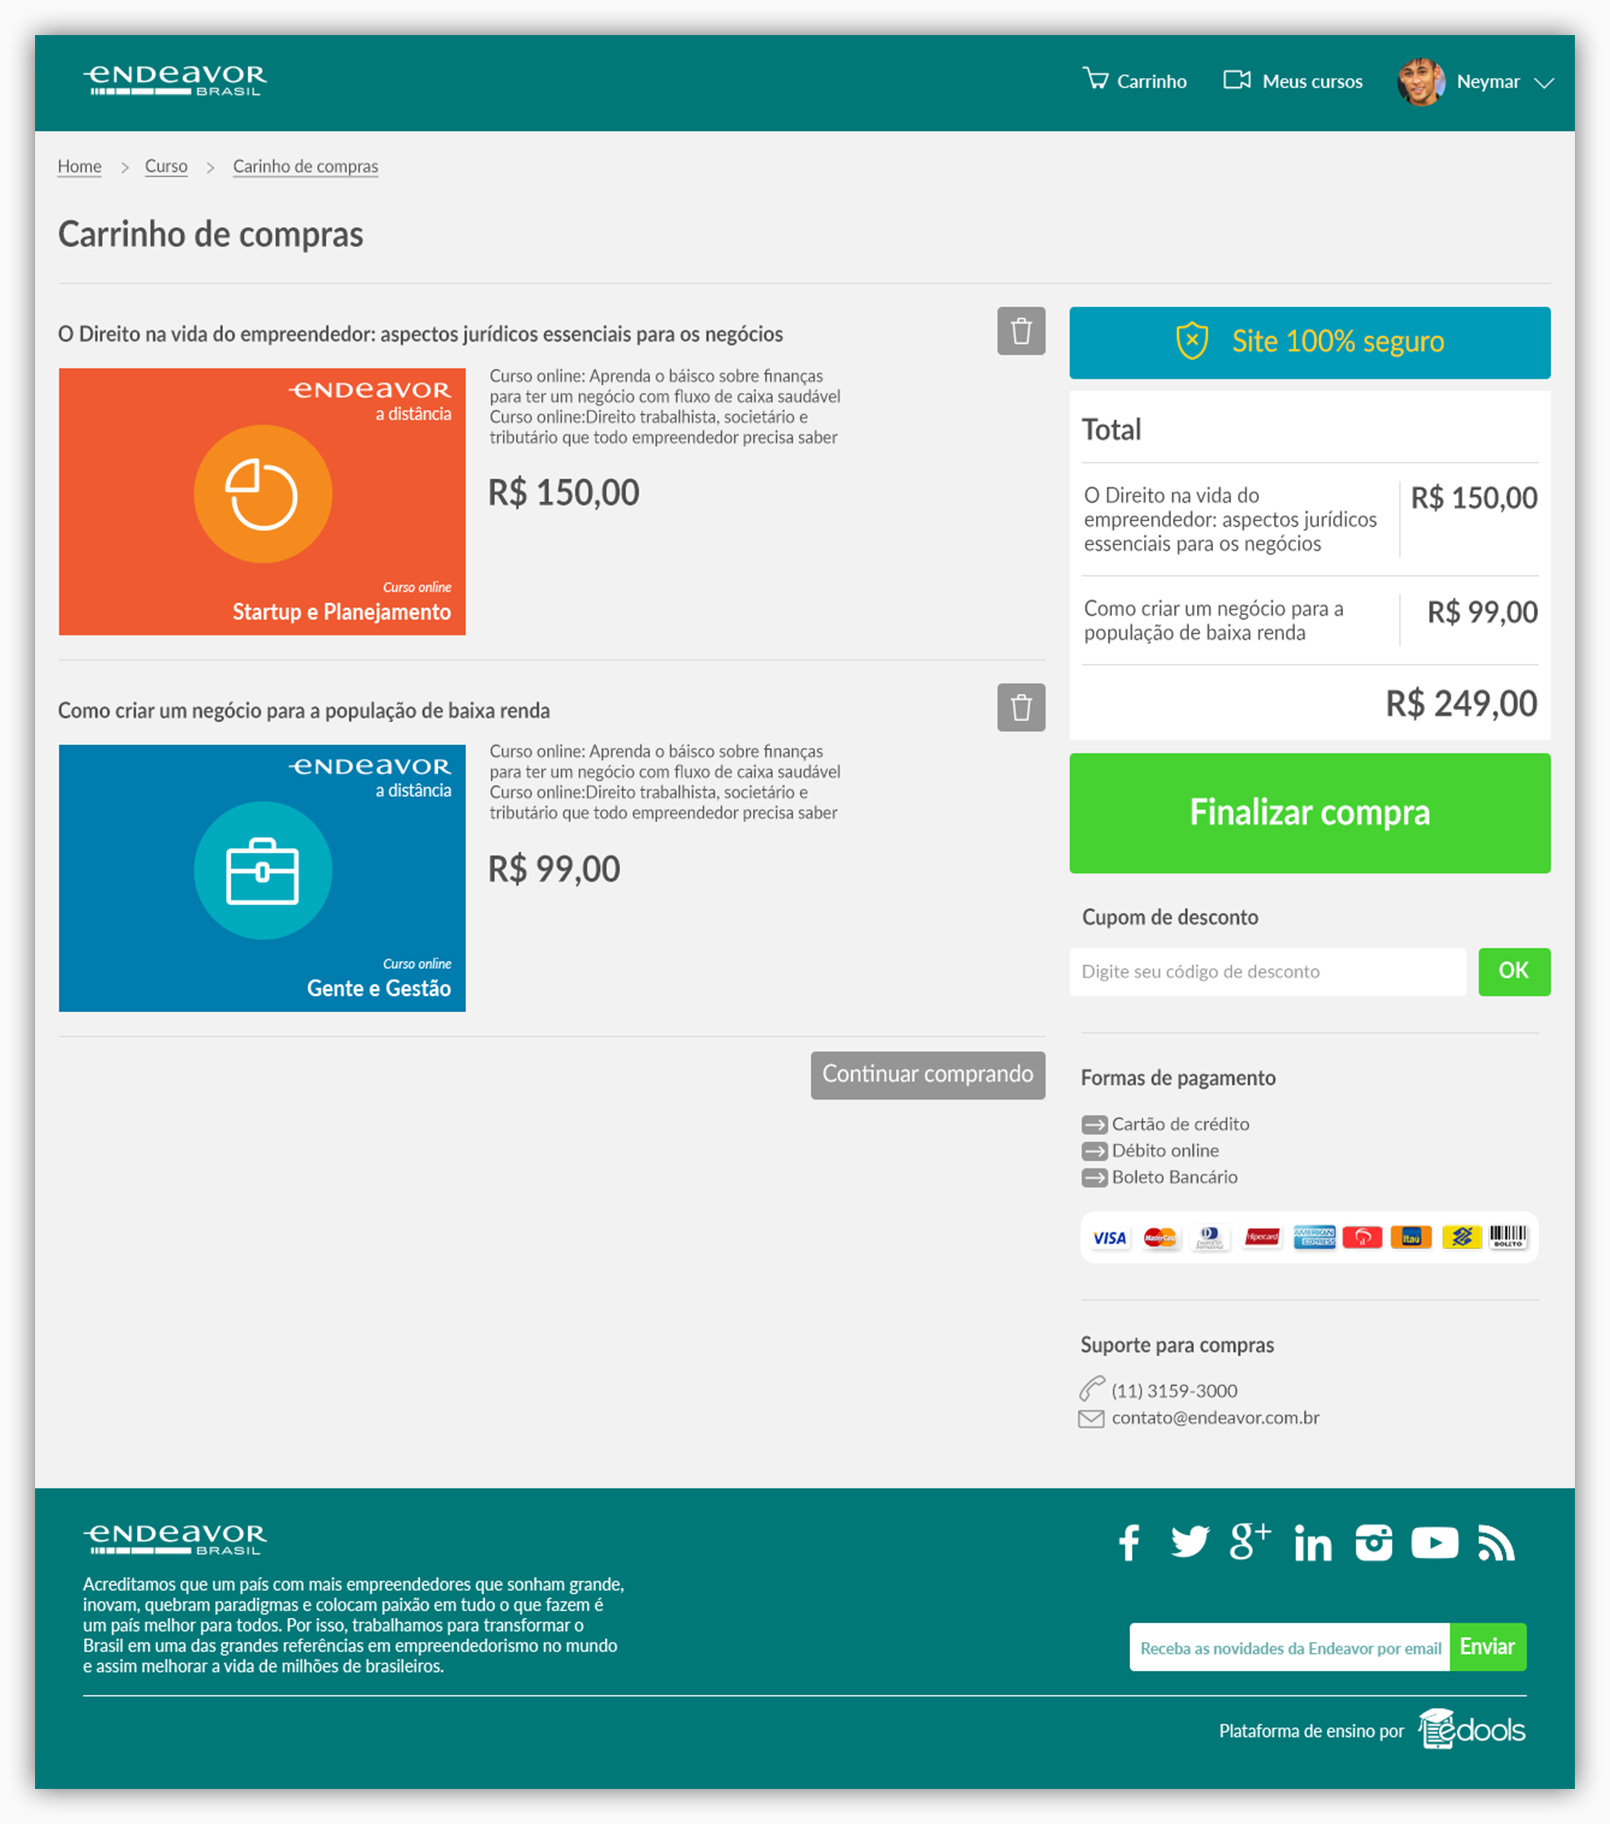 enDeavOR
BRASIL
Carrinho
Meus cursos
Neymar
Home > Curso > Carinho de compras
Carrinho de compras
O Direito na vida do empreendedor: aspectos jurídicos essenciais para os negócios
enDeavOR
a distância
Curso online
Startup e Planejamento
Curso online: Aprenda o báisco sobre finanças
para ter um negócio com fluxo de caixa saudável
Curso online:Direito trabalhista, societário e
tributário que todo empreendedor precisa saber
R$ 150,00
Como criar um negócio para a população de baixa renda
enDeavOR
a distância
Curso online
Gente e Gestão
Curso online: Aprenda o báisco sobre finanças
para ter um negócio com fluxo de caixa saudável
Curso online:Direito trabalhista, societário e
tributário que todo empreendedor precisa saber
R$ 99,00
Continuar comprando
Site 100% seguro
Total
O Direito na vida do
empreendedor: aspectos jurídicos
essenciais para os negócios
R$ 150,00
Como criar um negócio para a
população de baixa renda
R$ 99,00
R$ 249,00
Finalizar compra
Cupom de desconto
Digite seu código de desconto
OK
Formas de pagamento
Cartão de crédito
Débito online
Boleto Bancário
VISA
MasterCard
Hipercard
AMERICAN
EXPRESS
Itaú
BOLETO
Suporte para compras
(11) 3159-3000
contato@endeavor.com.br
enDeavOR
BRASIL
Acreditamos que um país com mais empreendedores que sonham grande,
inovam, quebram paradigmas e colocam paixão em tudo o que fazem é
um país melhor para todos. Por isso, trabalhamos para transformar o
Brasil em uma das grandes referências em empreendedorismo no mundo
e assim melhorar a vida de milhões de brasileiros.
f
g+
in
Receba as novidades da Endeavor por email
Enviar
Plataforma de ensino por
edools